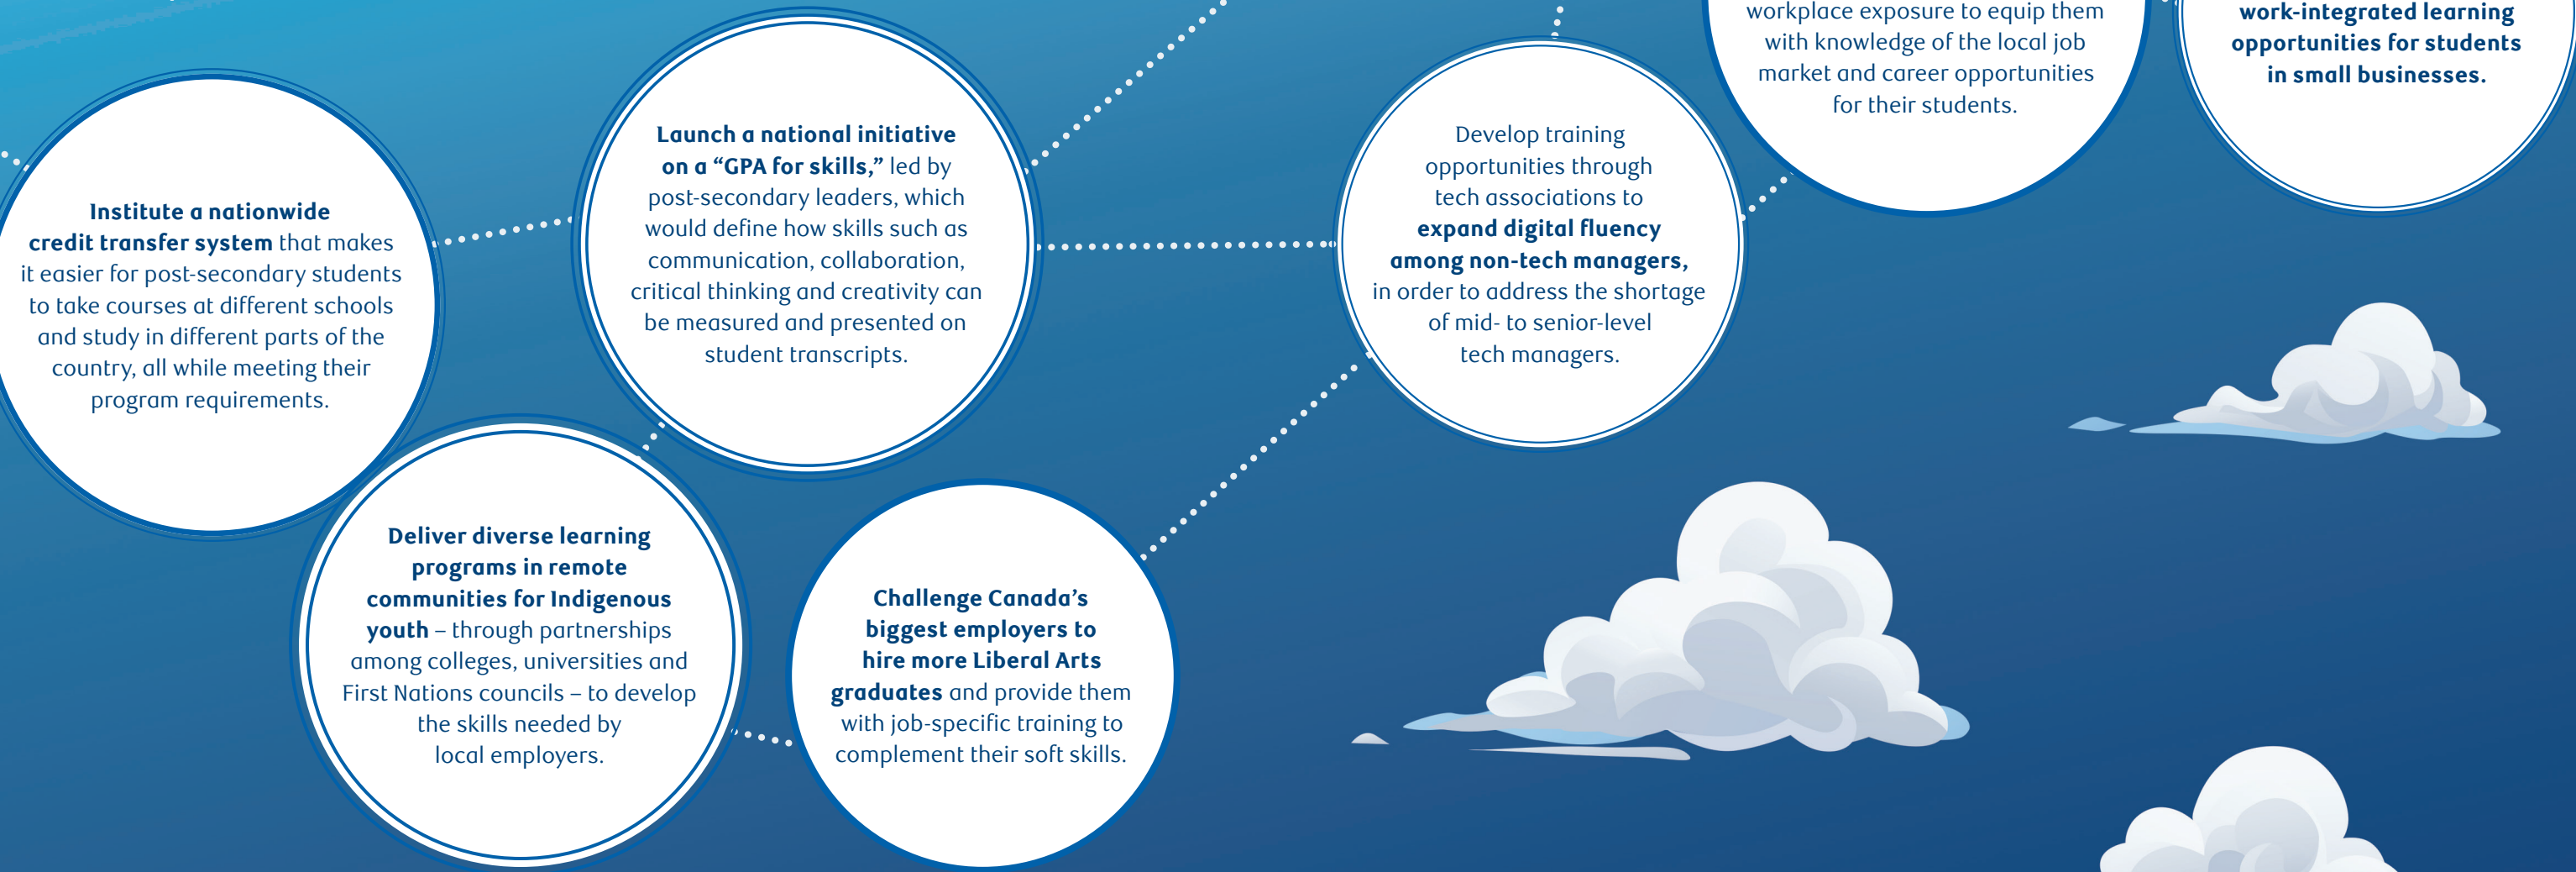 Institute a nationwide
credit transfer system that makes
it easier for post-secondary students
to take courses at different schools
and study in different parts of the
country, all while meeting their
program requirements.
Launch a national initiative
on a “GPA for skills,” led by
post-secondary leaders, which
would define how skills such as
communication, collaboration,
critical thinking and creativity can
be measured and presented on
student transcripts.
Develop training
opportunities through
tech associations to
expand digital fluency
among non-tech managers,
in order to address the shortage
of mid- to senior-level
tech managers.
workplace exposure to equip them
with knowledge of the local job
market and career opportunities
for their students.
work-integrated learning
opportunities for students
in small businesses.
Deliver diverse learning
programs in remote
communities for Indigenous
youth – through partnerships
among colleges, universities and
First Nations councils – to develop
the skills needed by
local employers.
Challenge Canada’s
biggest employers to
hire more Liberal Arts
graduates and provide them
with job-specific training to
complement their soft skills.